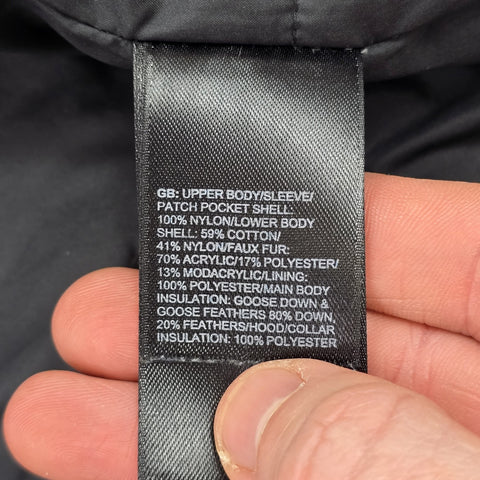 GB: UPPER BODY/SLEEVE/
PATCH POCKET SHELL:
100% NYLON/LOWER BODY
SHELL: 59% COTTON/
41% NYLON/FAUX FUR:
70% ACRYLIC/17% POLYESTER/
13% MODACRYLIC/LINING:
100% POLYESTER/MAIN BODY
INSULATION: GOOSE DOWN &
GOOSE FEATHERS 80% DOWN,
20% FEATHERS/HOOD/COLLAR
INSULATION: 100% POLYESTER